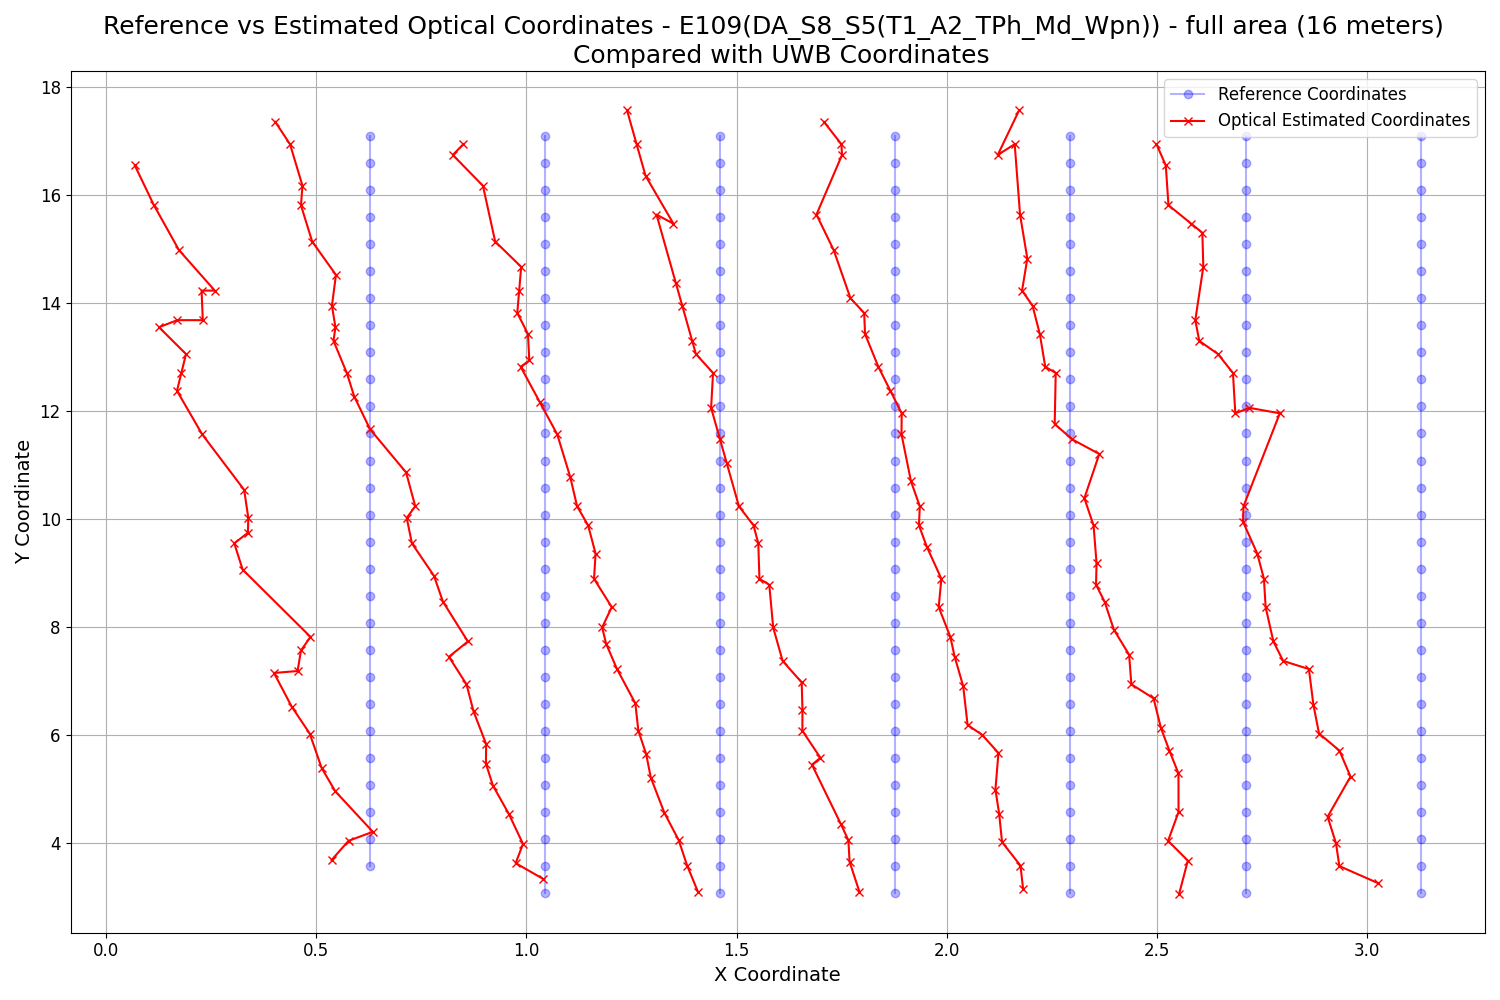 Reference vs Estimated Optical Coordinates - E109(DA_S8_S5(T1_A2_TPh_Md_Wpn)) - full area (16 meters)
Compared with UWB Coordinates
Reference Coordinates
Optical Estimated Coordinates
Y Coordinate
18
16
14
12
10
8
6
4
0.0 0.5 1.0 1.5 2.0 2.5 3.0
X Coordinate